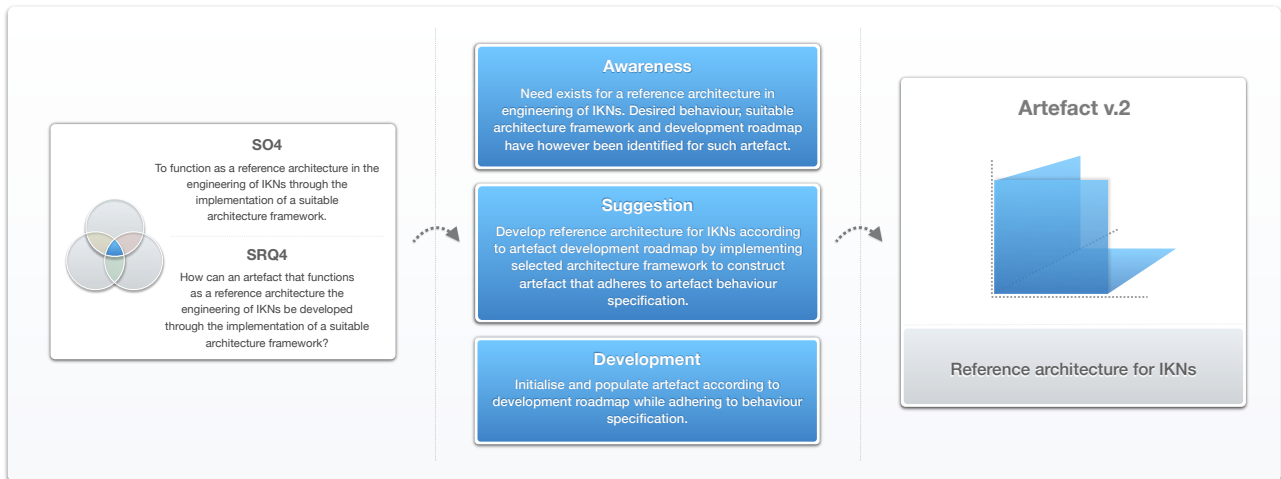 SO4
To function as a reference architecture in the
engineering of IKNs through the
implementation of a suitable
architecture framework.
SRQ4
How can an artefact that functions
as a reference architecture the
engineering of IKNs be developed
through the implementation of a suitable
architecture framework?
Awareness
Need exists for a reference architecture in
engineering of IKNs. Desired behaviour, suitable
architecture framework and development roadmap
have however been identified for such artefact.
Suggestion
Develop reference architecture for IKNs according
to artefact development roadmap by implementing
selected architecture framework to construct
artefact that adheres to artefact behaviour
specification.
Development
Initialise and populate artefact according to
development roadmap while adhering to behaviour
specification.
Artefact v.2
Reference architecture for IKNs